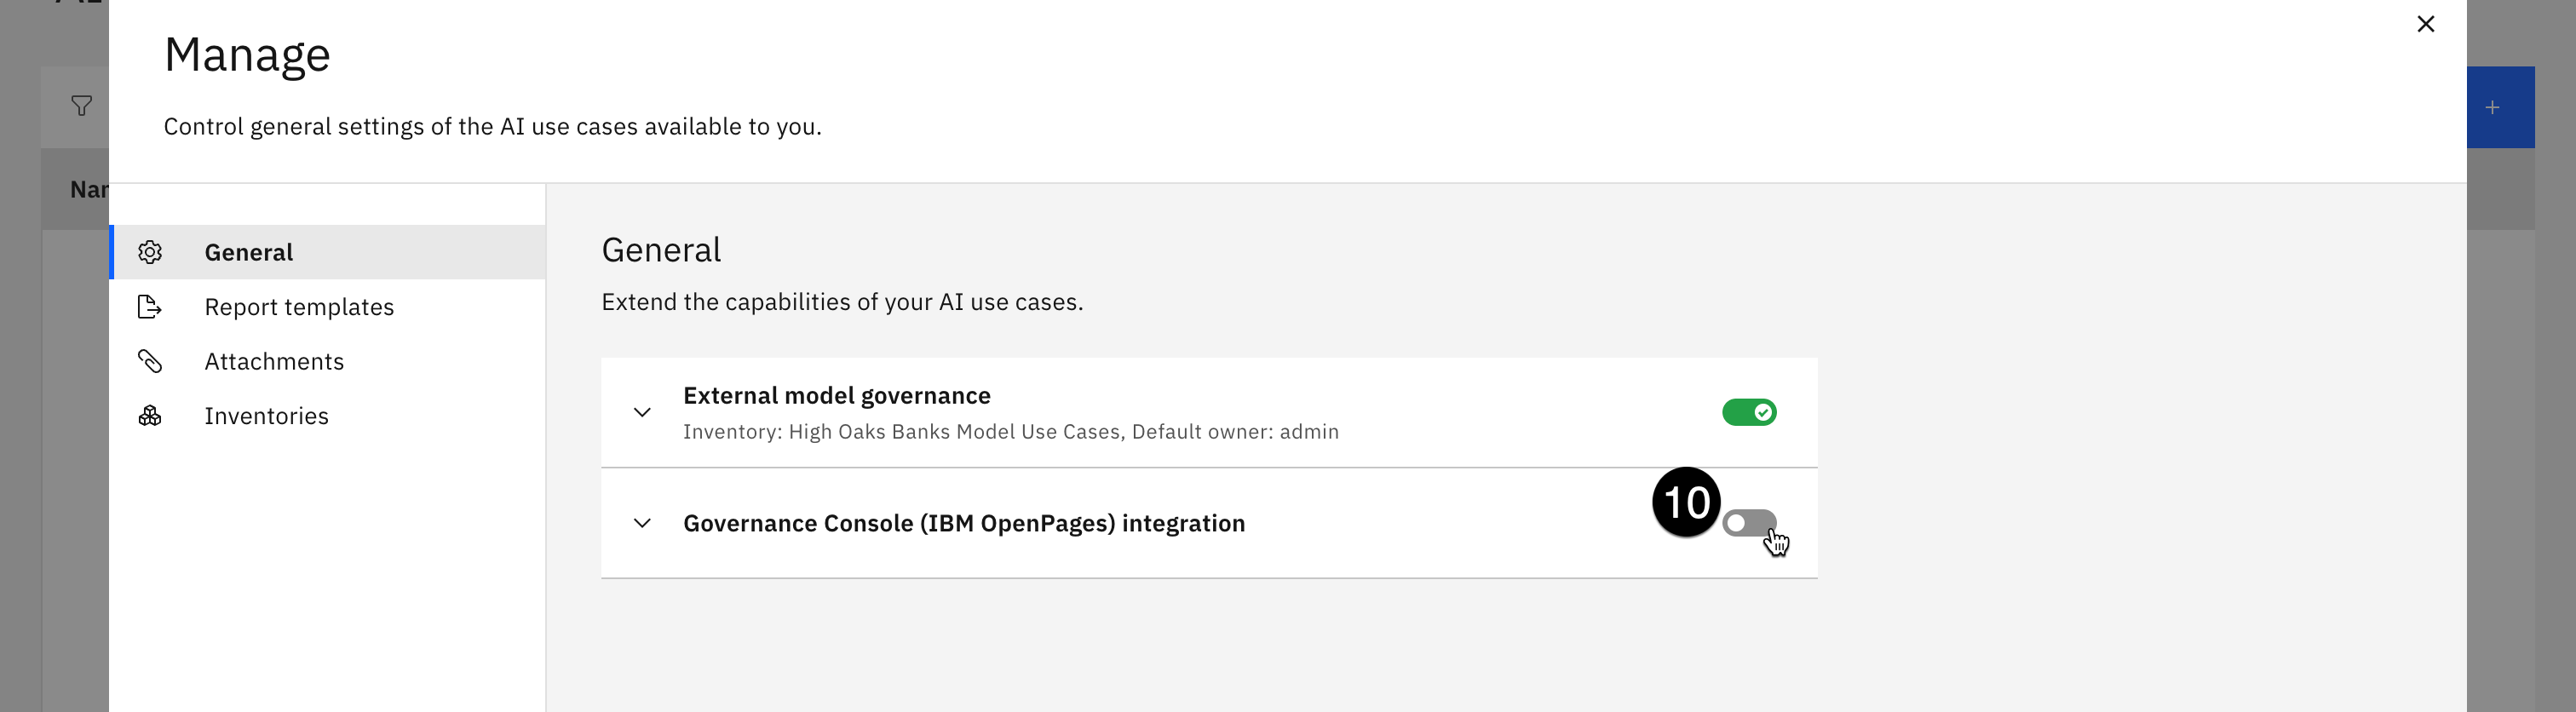 Manage
Control general settings of the AI use cases available to you.
General
Report templates
Attachments
Inventories
General
Extend the capabilities of your AI use cases.
External model governance
Inventory: High Oaks Banks Model Use Cases, Default owner: admin
10
Governance Console (IBM OpenPages) integration